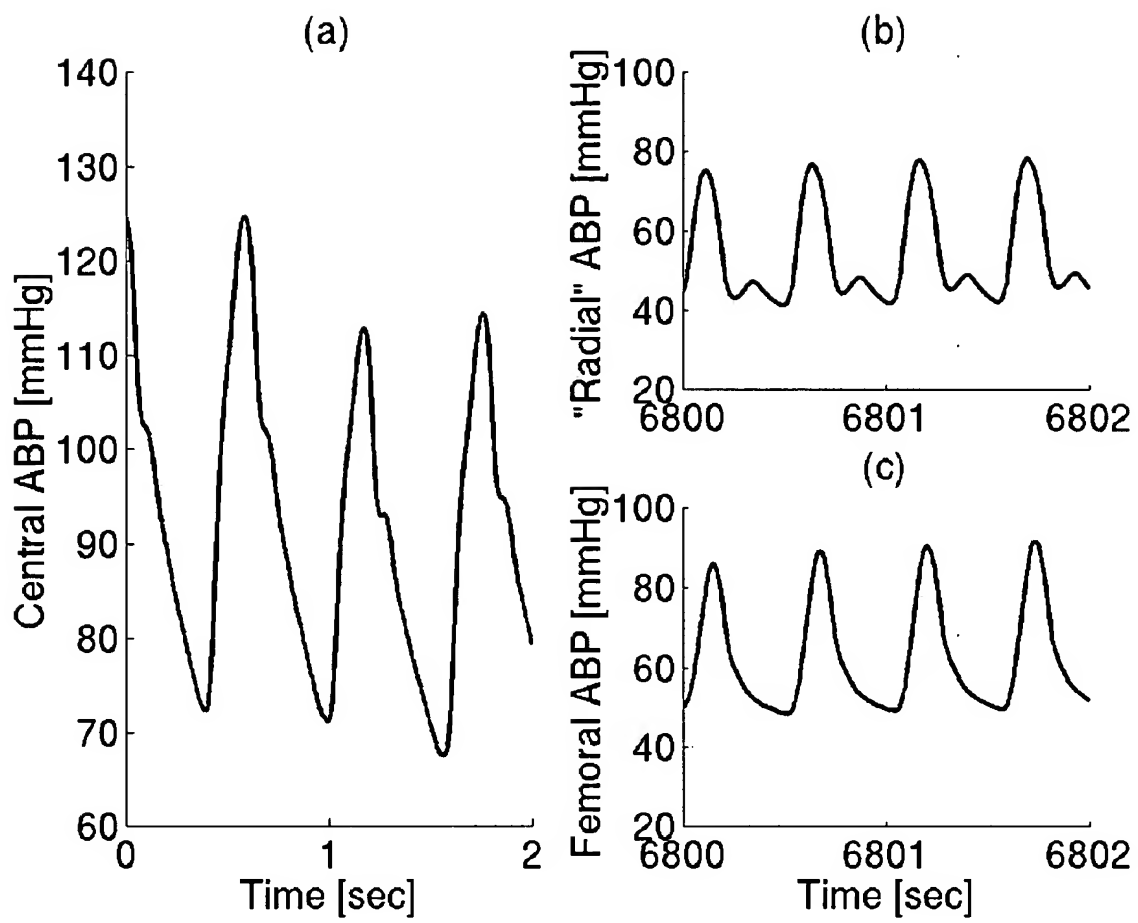 (a)
Central ABP [mmHg]
140
130
120
110
100
90
80
70
60
0 1 2
Time [sec]
(b)
"Radial" ABP [mmHg]
100
80
60
40
20
6800 6801 6802
(c)
Femoral ABP [mmHg]
100
80
60
40
20
6800 6801 6802
Time [sec]